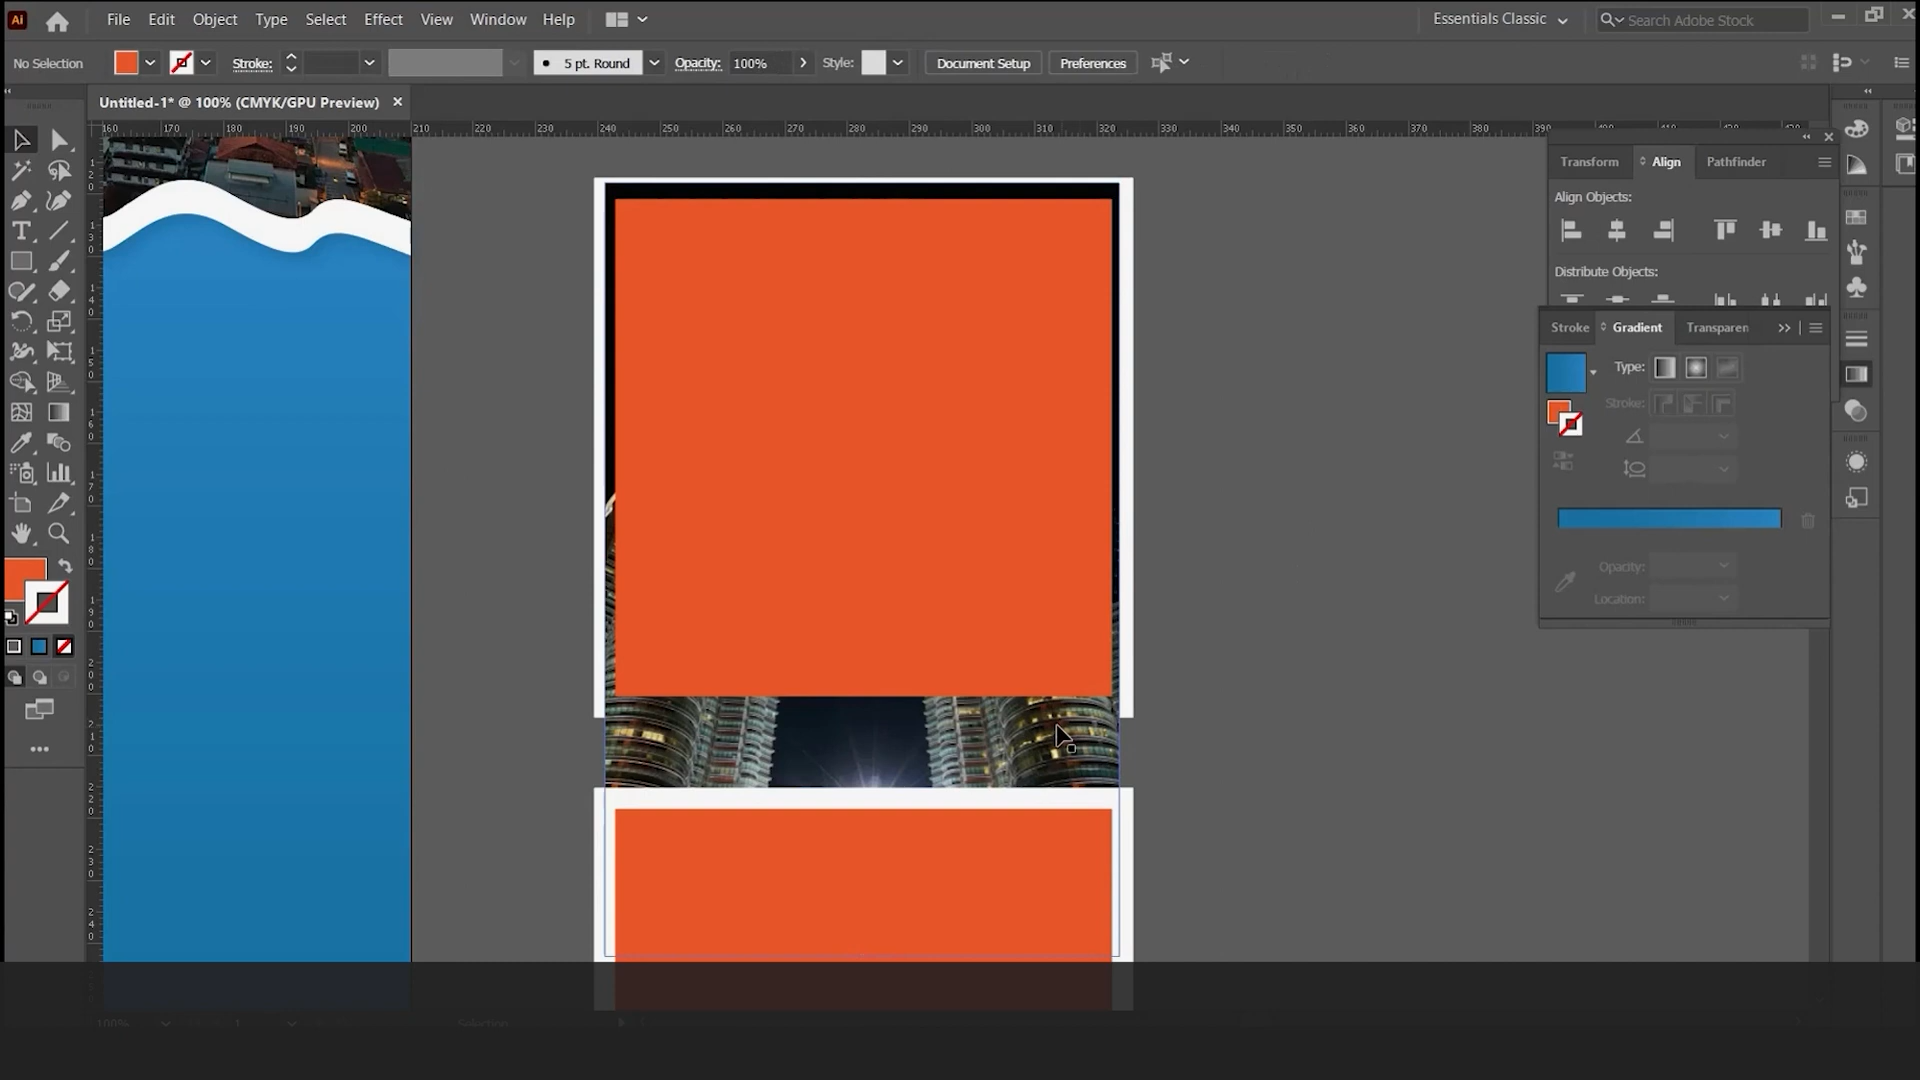 Ai File Edit Object Type Select Effect View Window Help Essentials Classic Search Adobe Stock
No Selection Stroke: 5 pt. Round Opacity: 100% Style: Document Setup Preferences
Untitled-1* @ 100% (CMYK/GPU Preview)
160 170 180 190 200 210 220 230 240 250 260 270 280 290 300 310 320 330 340 350 360 370 380 390
Transform Align Pathfinder
Align Objects:
Distribute Objects:
Stroke Gradient Transparen
Type:
Stroke:
Opacity:
Location:
100% 1 Selection